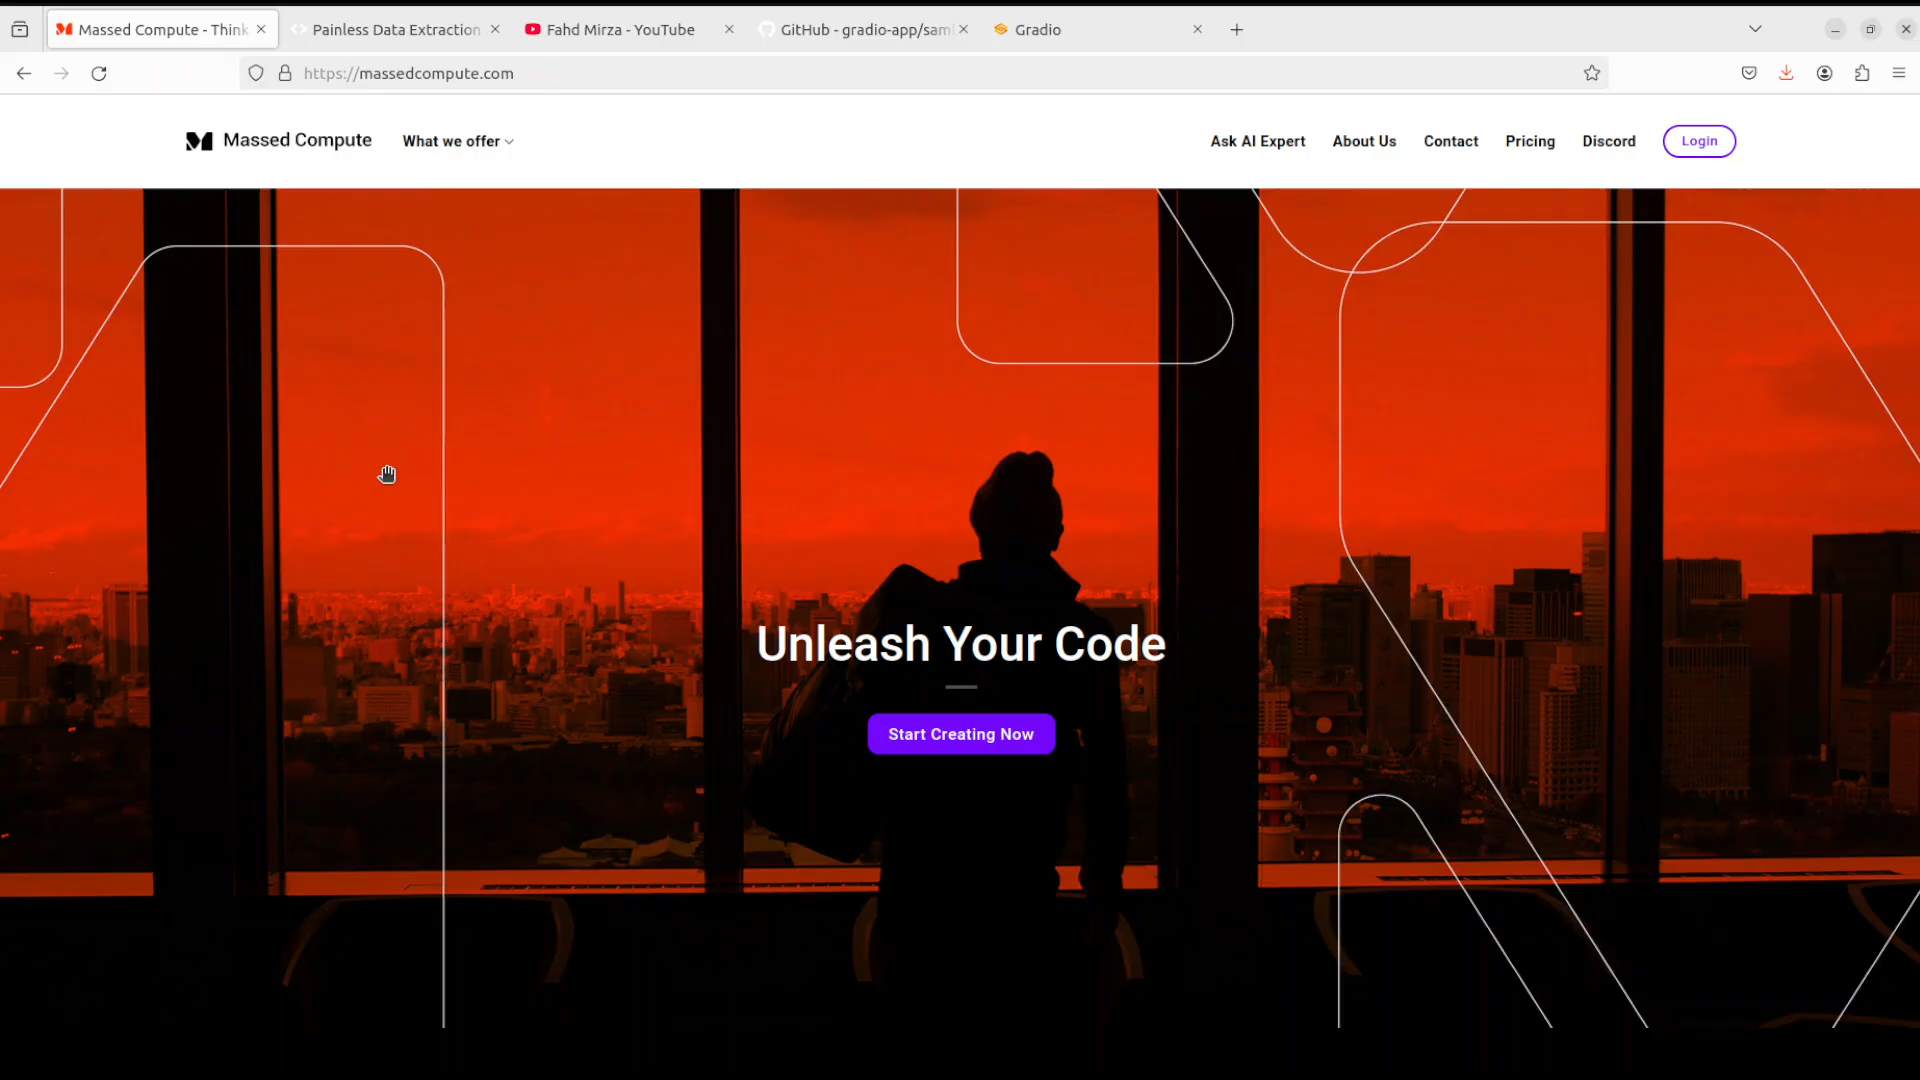 Massed Compute - Think
Painless Data Extraction
Fahd Mirza - YouTube
GitHub - gradio-app/sam
Gradio
https://massedcompute.com
Massed Compute
What we offer
Ask AI Expert
About Us
Contact
Pricing
Discord
Login
Unleash Your Code
Start Creating Now